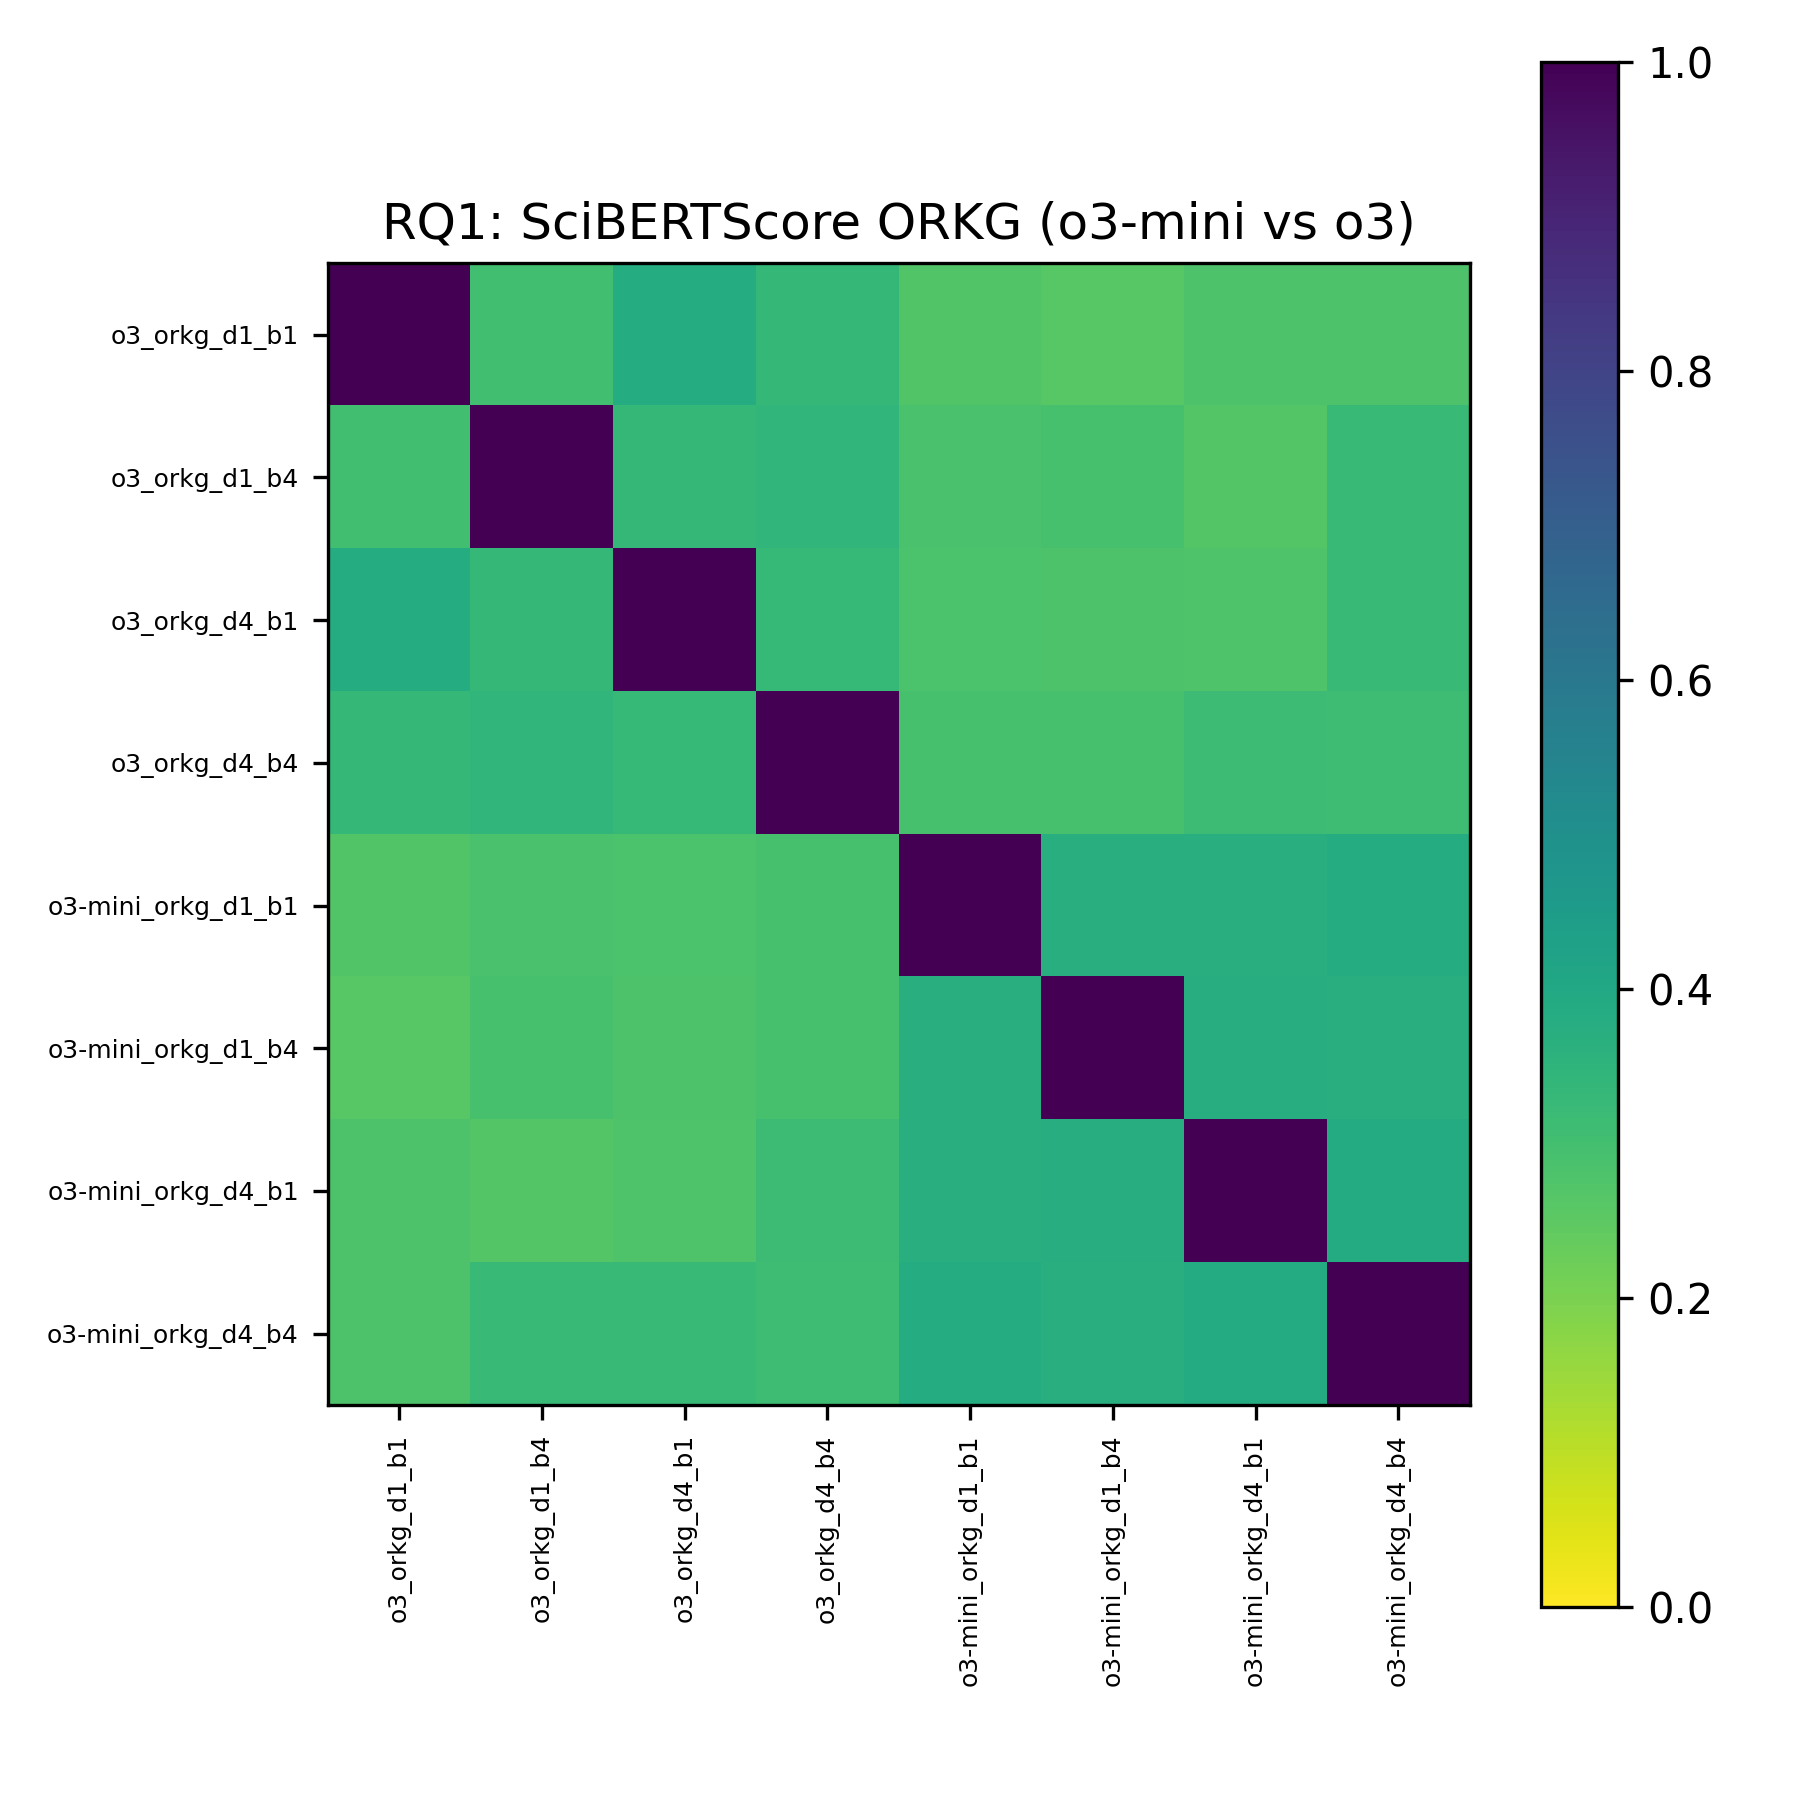 RQ1: SciBERTScore ORKG (o3-mini vs o3)
o3_orkg_d1_b1
o3_orkg_d1_b4
o3_orkg_d4_b1
o3_orkg_d4_b4
o3-mini_orkg_d1_b1
o3-mini_orkg_d1_b4
o3-mini_orkg_d4_b1
o3-mini_orkg_d4_b4
o3_orkg_d1_b1
o3_orkg_d1_b4
o3_orkg_d4_b1
o3_orkg_d4_b4
o3-mini_orkg_d1_b1
o3-mini_orkg_d1_b4
o3-mini_orkg_d4_b1
o3-mini_orkg_d4_b4
1.0
0.8
0.6
0.4
0.2
0.0